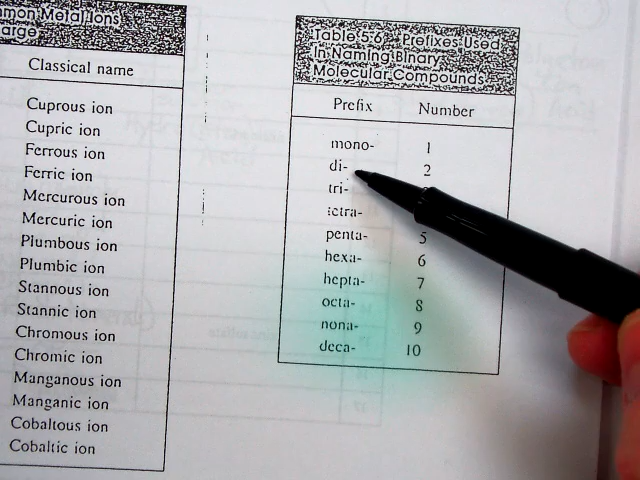 mmon Metal Ions
arge
Classical name
Cuprous ion
Cupric ion
Ferrous ion
Ferric ion
Mercurous ion
Mercuric ion
Plumbous ion
Plumbic ion
Stannous ion
Stannic ion
Chromous ion
Chromic ion
Manganous ion
Manganic ion
Cobaltous ion
Cobaltic ion
Table 5.6 Prefixes Used
in Naming Binary
Molecular Compounds
Prefix Number
mono- 1
di- 2
tri-
tetra-
penta- 5
hexa- 6
hepta- 7
octa- 8
nona- 9
deca- 10